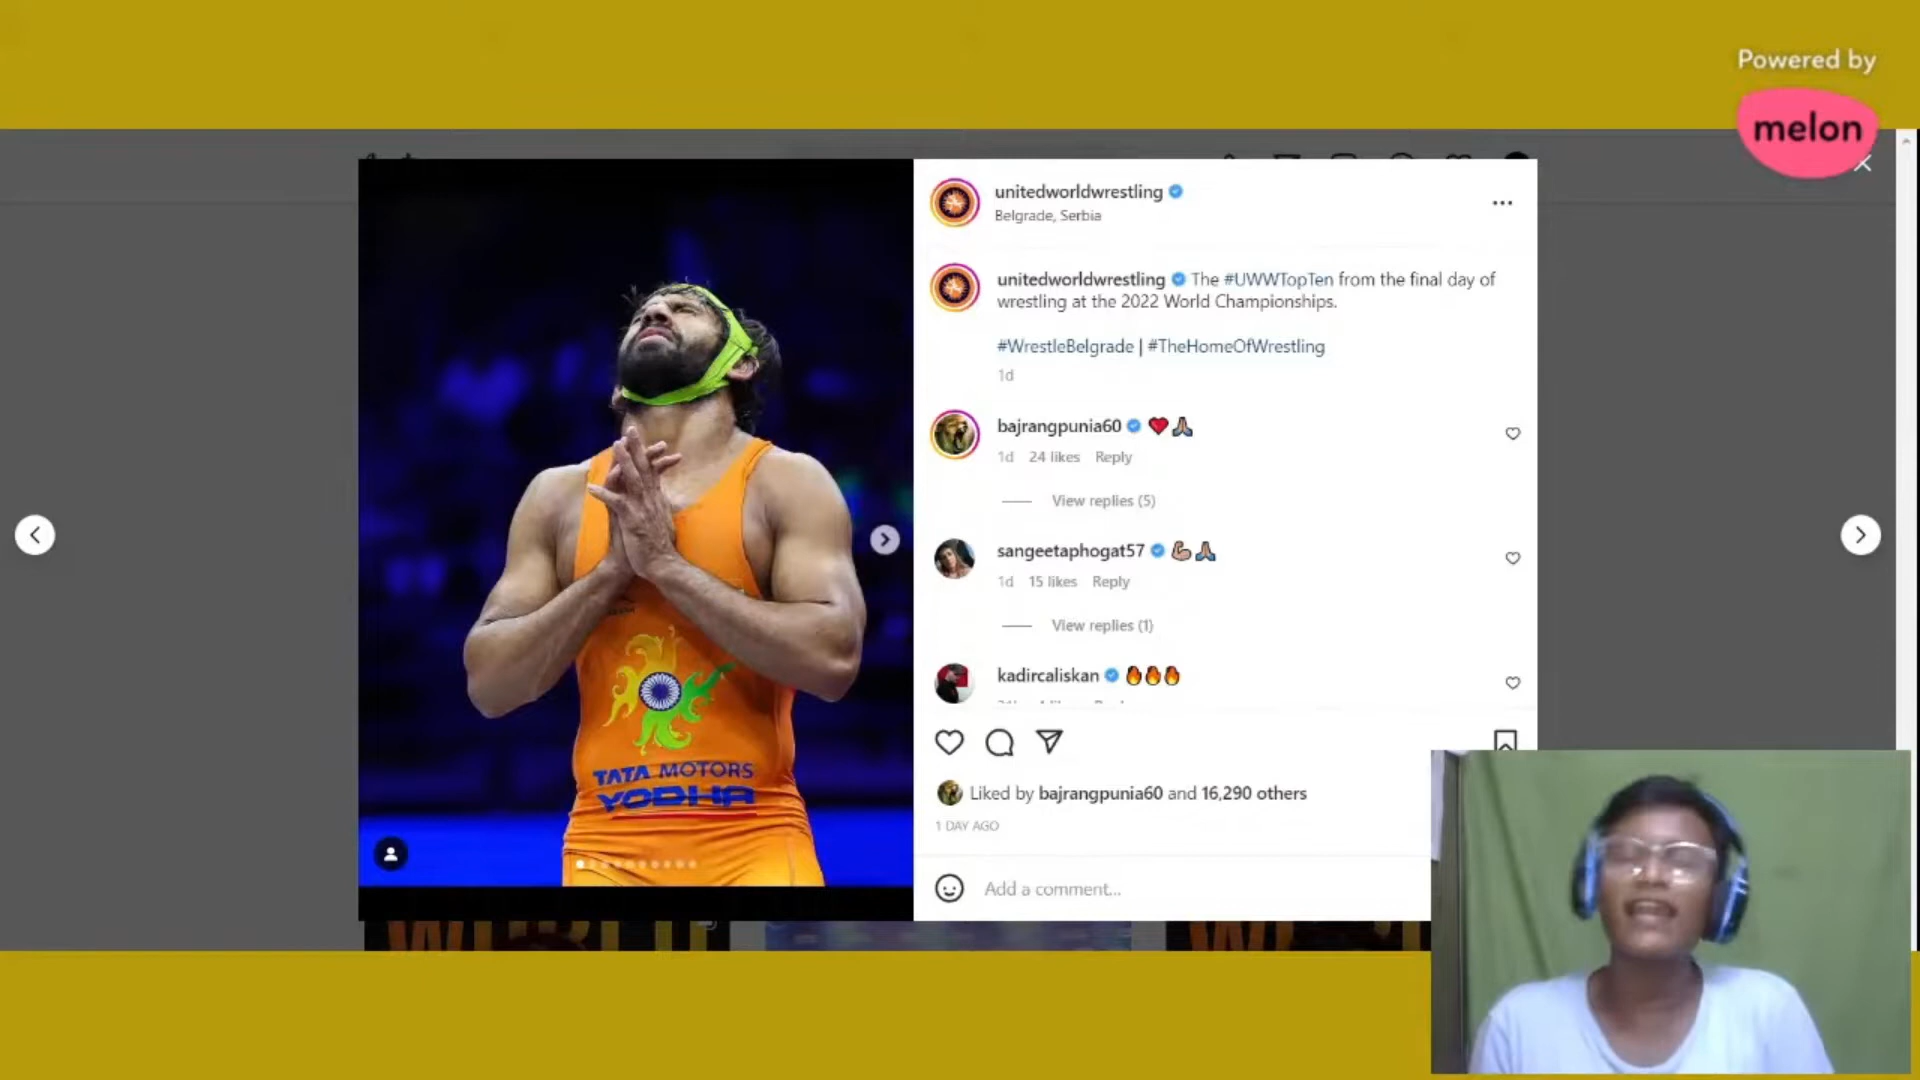 Powered by
melon
unitedworldwrestling
Belgrade, Serbia
unitedworldwrestling The #UWWTopTen from the final day of
wrestling at the 2022 World Championships.
#WrestleBelgrade | #TheHomeOfWrestling
1d
bajrangpunia60 ❤️🙏🏽
1d 24 likes Reply
View replies (5)
sangeetaphogat57 💪🏽🙏🏽
1d 15 likes Reply
View replies (1)
kadircaliskan 🔥🔥🔥
TATA MOTORS
YODHA
Liked by bajrangpunia60 and 16,290 others
1 DAY AGO
Add a comment...